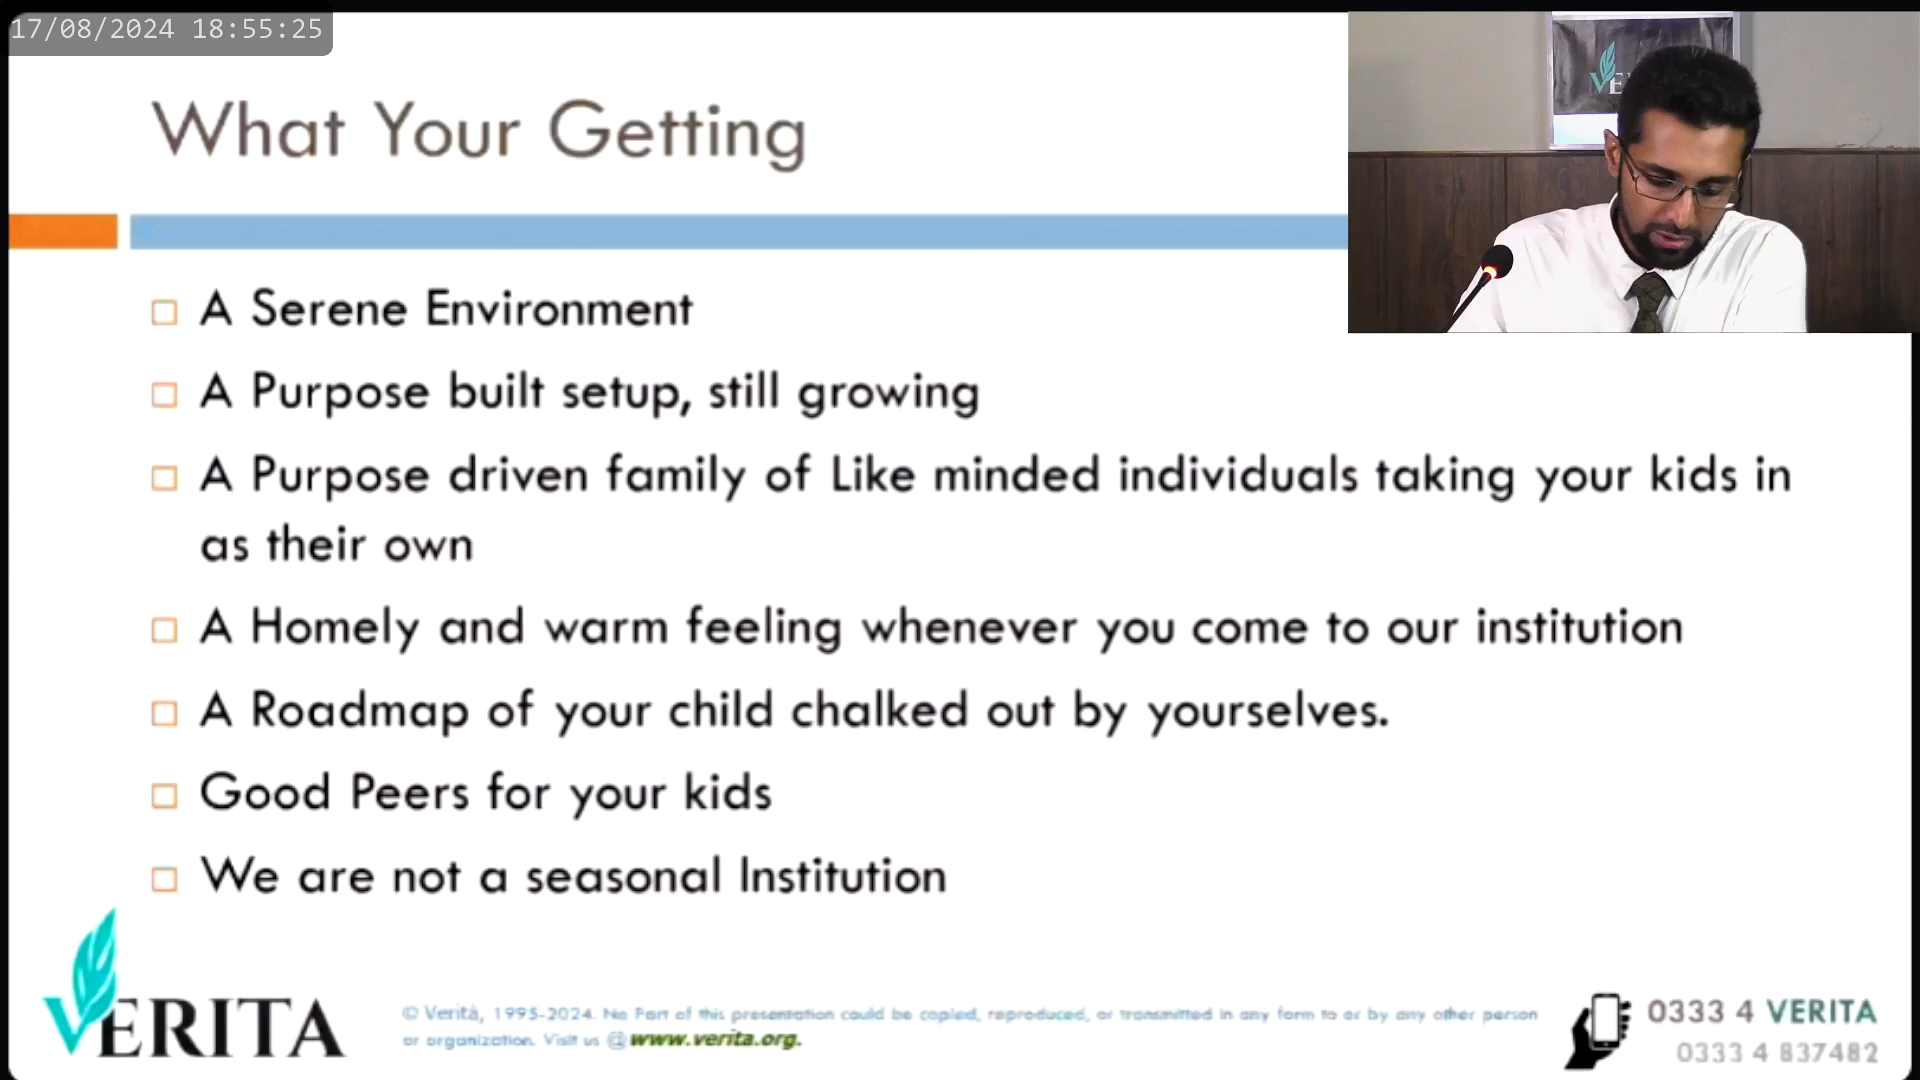 17/08/2024 18:55:25
What Your Getting
A Serene Environment
A Purpose built setup, still growing
A Purpose driven family of Like minded individuals taking your kids in
as their own
A Homely and warm feeling whenever you come to our institution
A Roadmap of your child chalked out by yourselves.
Good Peers for your kids
We are not a seasonal Institution
VERITA
© Verità, 1995-2024. No Part of this presentation could be copied, reproduced, or transmitted in any form to or by any other person
or organization. Visit us @ www.verita.org.
0333 4 VERITA
0333 4 837482